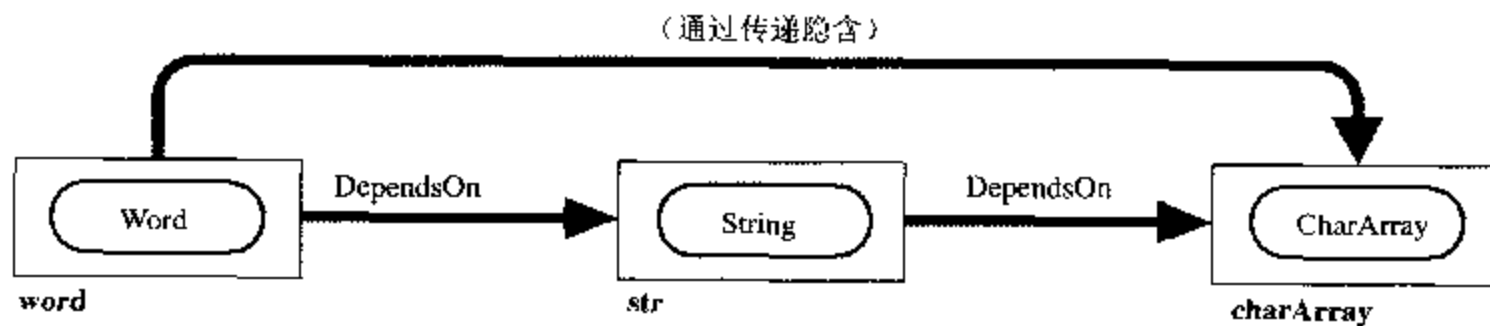 （通过传递隐含）
DependsOn
DependsOn
Word
String
CharArray
word
str
charArray